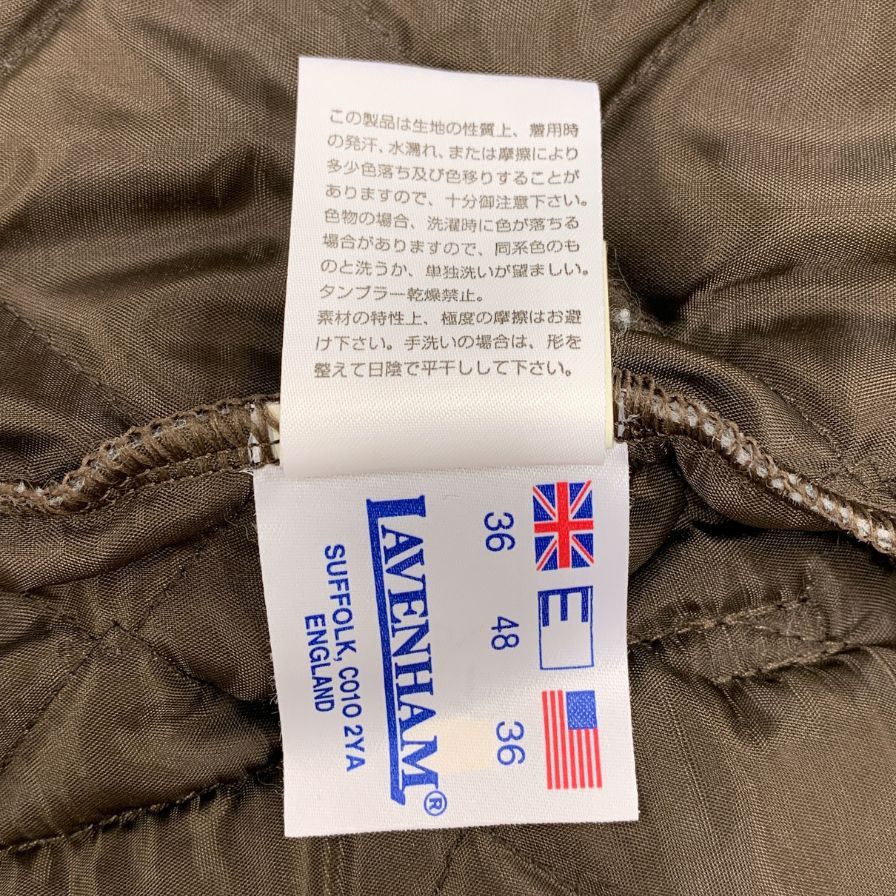 この製品は生地の性質上、着用時
の発汗、水濡れ、または摩擦により
多少色落ち及び色移りすることが
ありますので、十分御注意下さい。
色物の場合、洗濯時に色が落ちる
場合がありますので、同系色のも
のと洗うか、単独洗いが望ましい。
タンブラー乾燥禁止。
素材の特性上、極度の摩擦はお避
け下さい。手洗いの場合は、形を
整えて日陰で平干しして下さい。
E
36 48 36
LAVENHAM®
SUFFOLK, CO10 2YA
ENGLAND